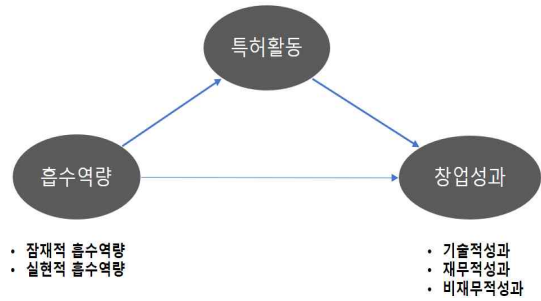 특허활동
흡수역량
창업성과
• 잠재적 흡수역량
• 실현적 흡수역량
• 기술적성과
• 재무적성과
• 비재무적성과